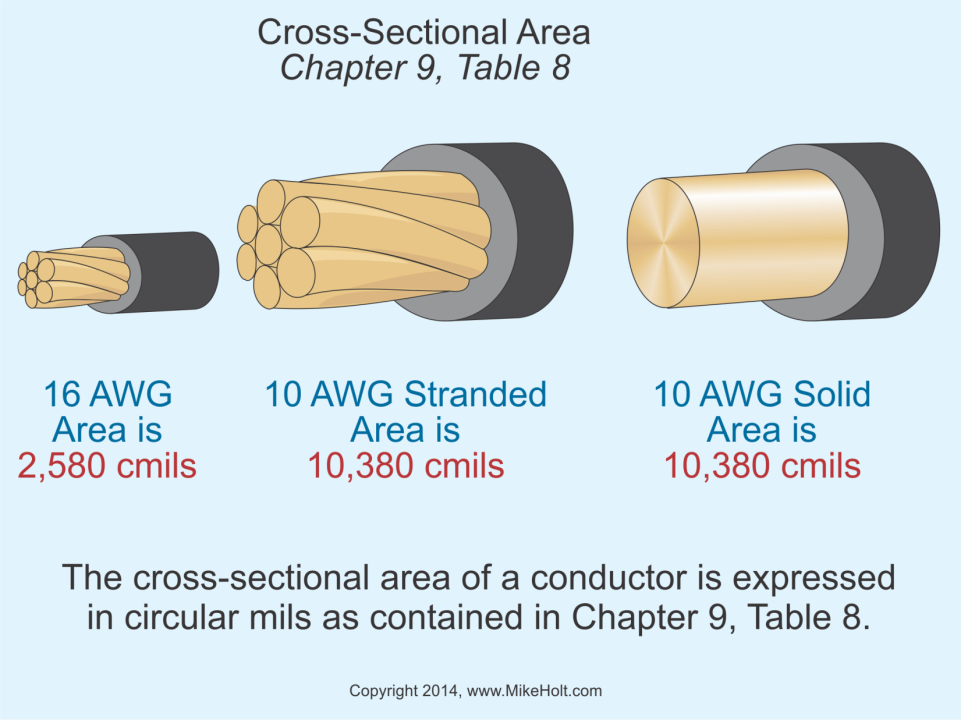 Cross-Sectional Area
Chapter 9, Table 8
16 AWG
Area is
2,580 cmils
10 AWG Stranded
Area is
10,380 cmils
10 AWG Solid
Area is
10,380 cmils
The cross-sectional area of a conductor is expressed
in circular mils as contained in Chapter 9, Table 8.
Copyright 2014, www.MikeHolt.com